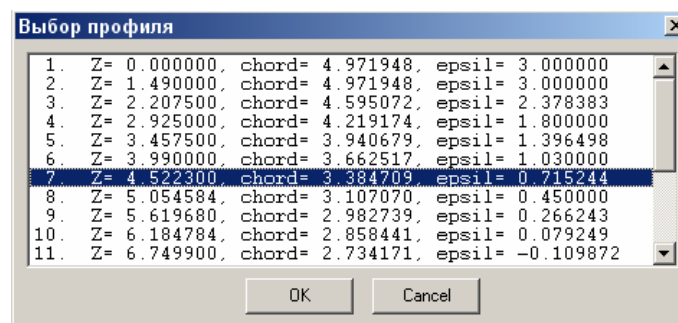 Выбор профиля
1. Z= 0.000000, chord= 4.971948, epsil= 3.000000
2. Z= 1.490000, chord= 4.971948, epsil= 3.000000
3. Z= 2.207500, chord= 4.595072, epsil= 2.378383
4. Z= 2.925000, chord= 4.219174, epsil= 1.800000
5. Z= 3.457500, chord= 3.940679, epsil= 1.396498
6. Z= 3.990000, chord= 3.662517, epsil= 1.030000
7. Z= 4.522300, chord= 3.384709, epsil= 0.715244
8. Z= 5.054584, chord= 3.107070, epsil= 0.450000
9. Z= 5.619680, chord= 2.982739, epsil= 0.266243
10. Z= 6.184784, chord= 2.858441, epsil= 0.079249
11. Z= 6.749900, chord= 2.734171, epsil= -0.109872
OK Cancel